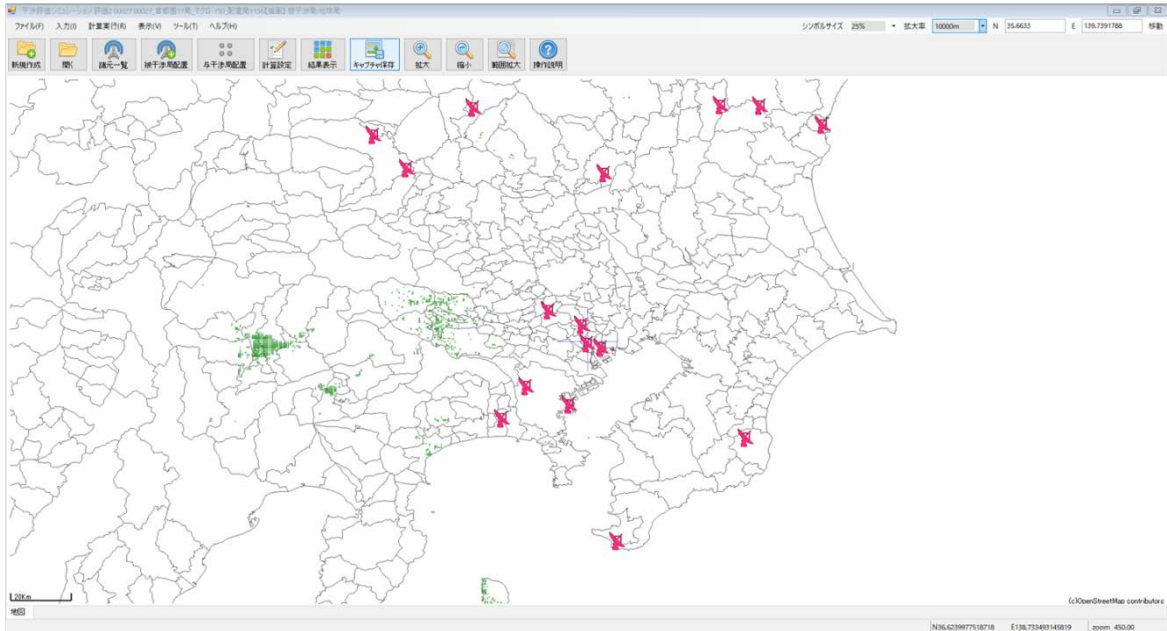 ファイル(F) 入力(I) 計算実行(R) 表示(V) ツール(T) ヘルプ(H) シンボルサイズ 25% 拡大率 10000m N 35.6633 E 139.7391788 移動
新規作成 開く 諸元一覧 被干渉局配置 与干渉局配置 計算設定 結果表示 キャプチャ保存 拡大 縮小 範囲拡大 操作説明
20Km
(c)OpenStreetMap contributors
地図
N36.6239977518718 E138.733493145819 zoom 450.00